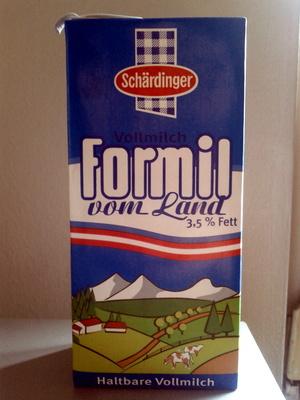 Schärdinger
Vollmilch
Formil
vom Land
3,5 % Fett
Haltbare Vollmilch